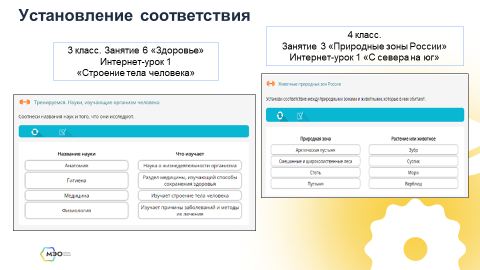 Установление соответствия
3 класс. Занятие 6 «Здоровье»
Интернет-урок 1
«Строение тела человека»
4 класс.
Занятие 3 «Природные зоны России»
Интернет-урок 1 «С севера на юг»
Тренируемся. Науки, изучающие организм человека
Соотнеси названия наук и того, что они исследуют.
Название науки
Что изучает
Анатомия
Наука о жизнедеятельности организма
Гигиена
Раздел медицины, изучающий способы сохранения здоровья
Медицина
Изучает строение тела человека
Физиология
Изучает причины заболеваний и методы их лечения
Животные природных зон России
Установи соответствие между природными зонами и животными, которые в них обитают.
Природная зона
Растение или животное
Арктическая пустыня
Зубр
Смешанные и широколиственные леса
Суслик
Степь
Морж
Пустыня
Верблюд
МЭО